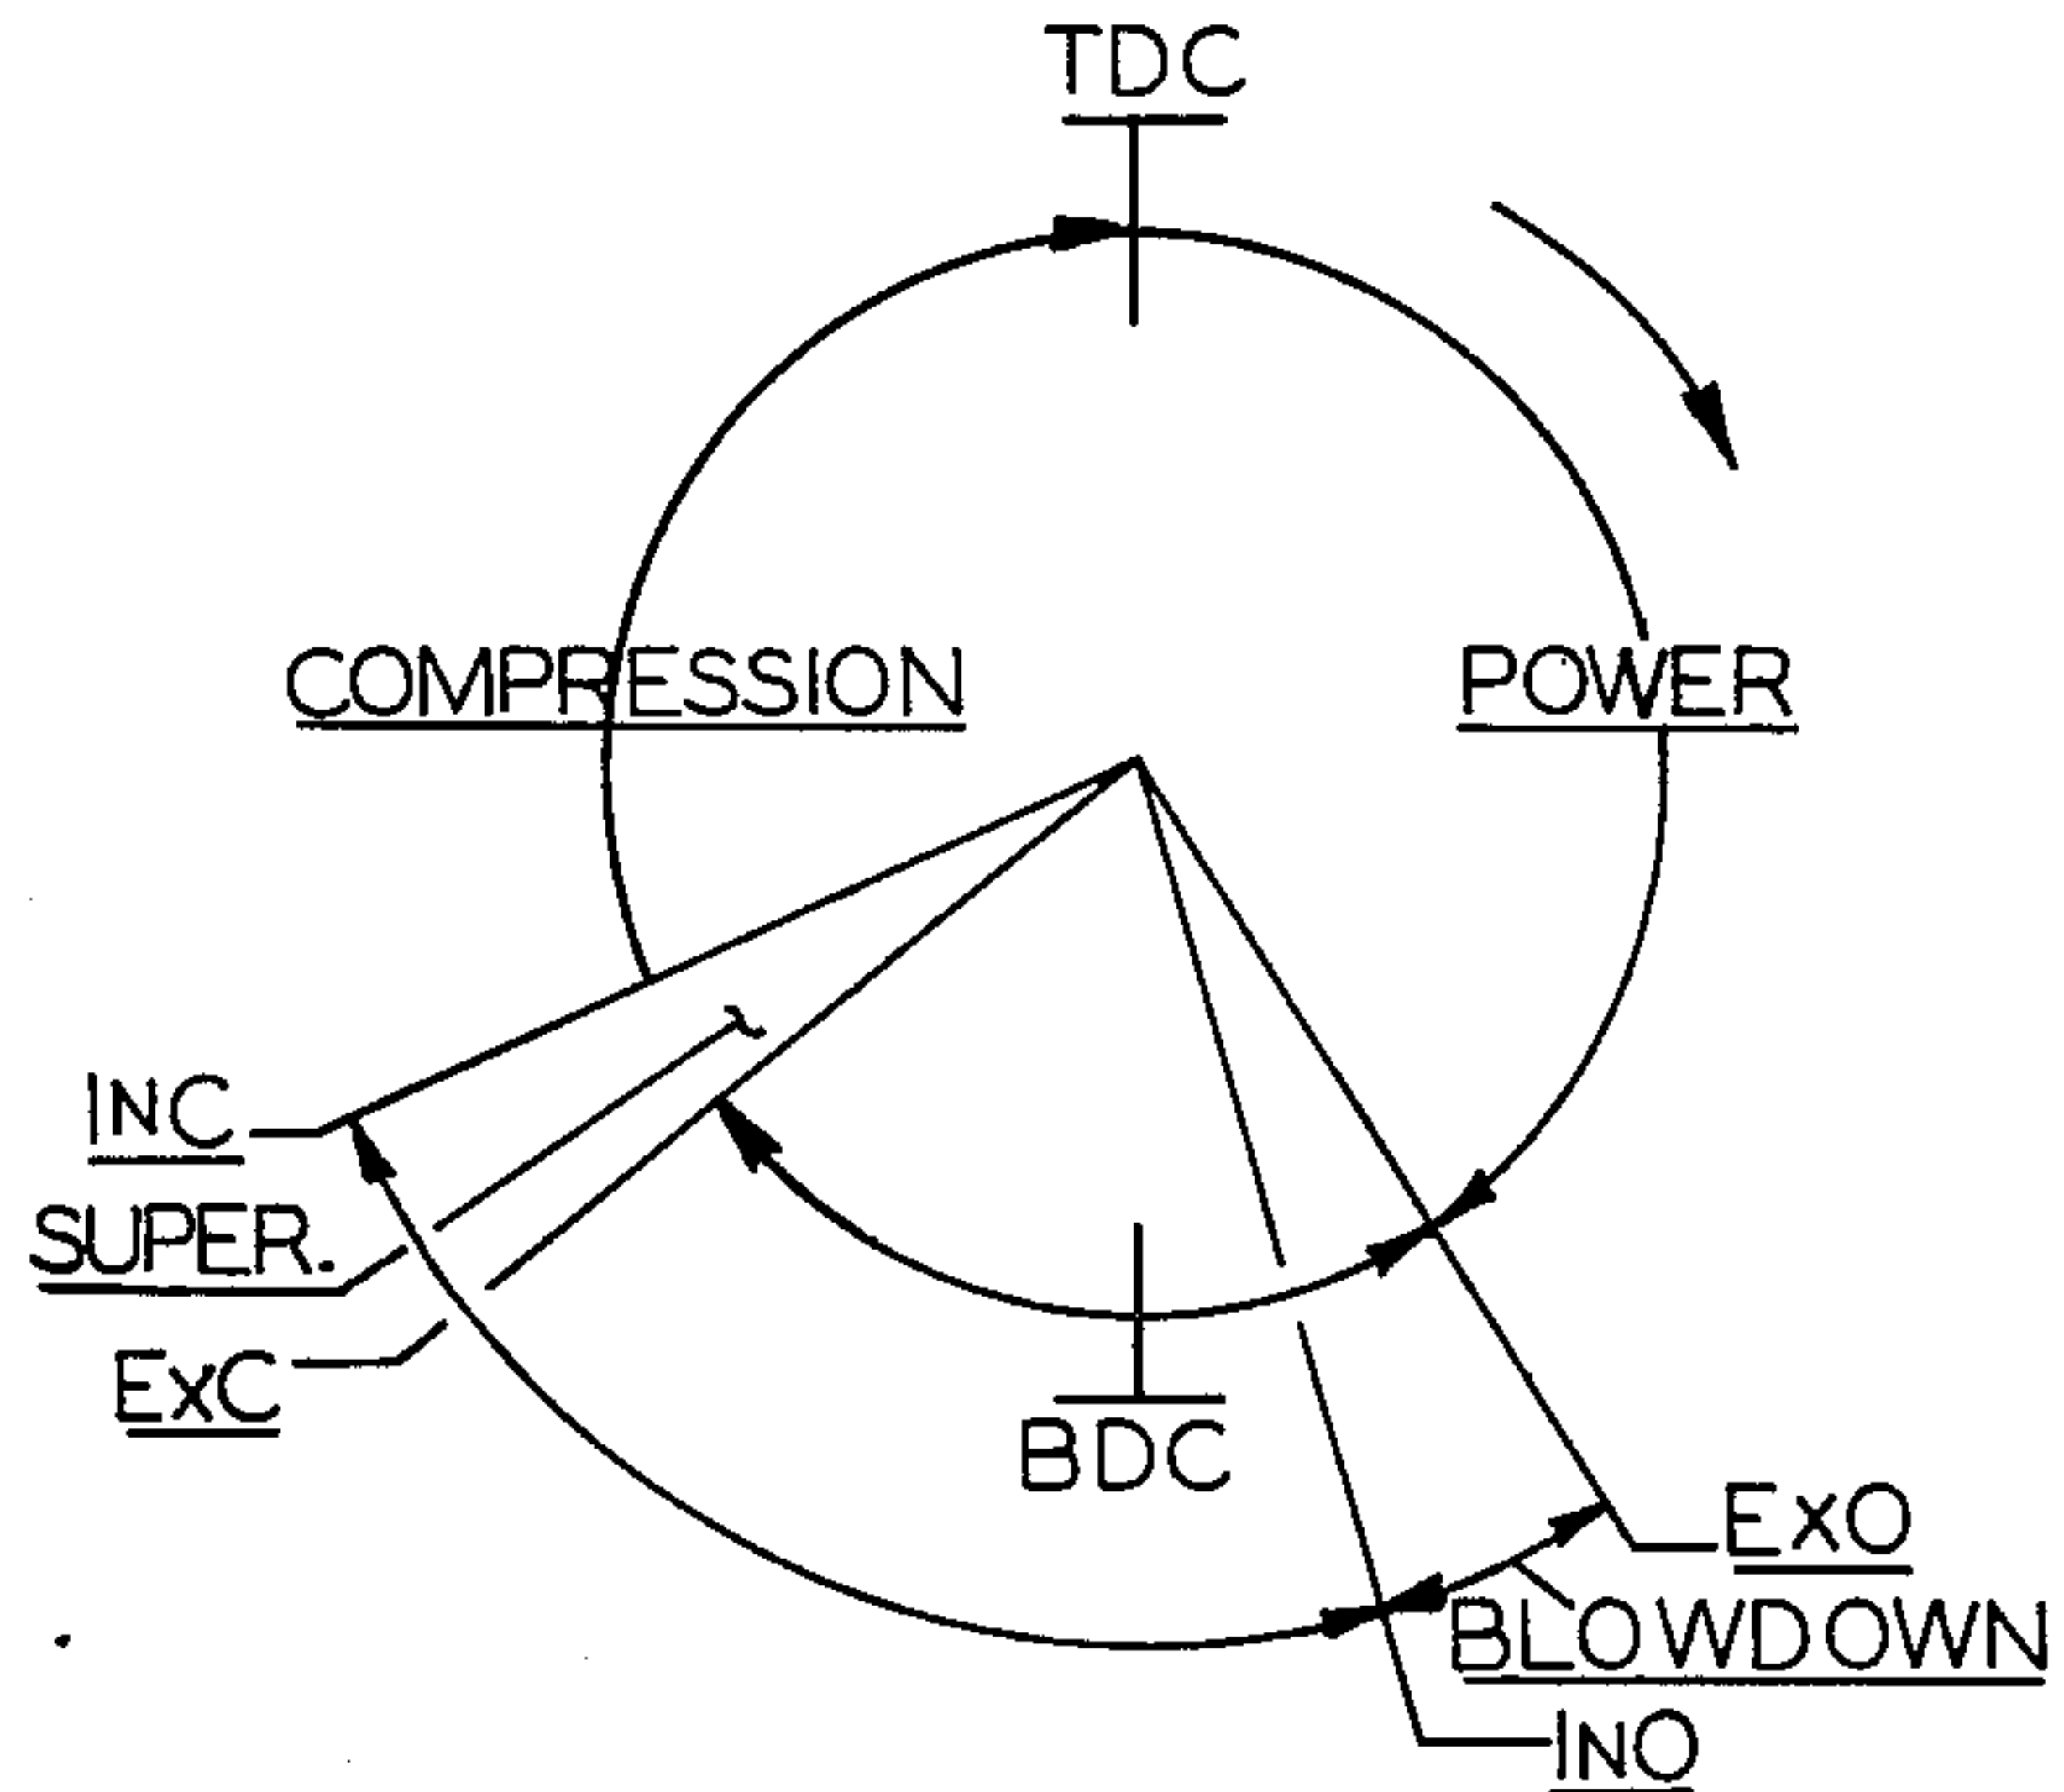 TDC
COMPRESSION
POWER
INC
SUPER.
ExC
BDC
ExO
BLOWDOWN
INO